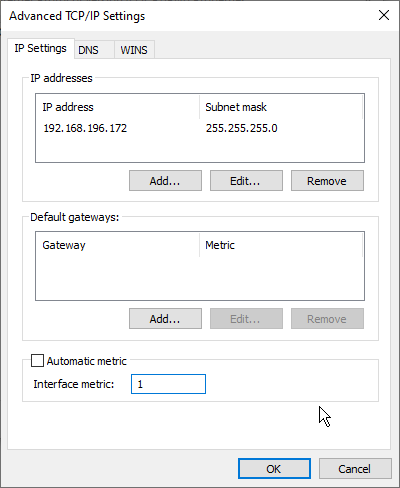 Advanced TCP/IP Settings
IP Settings DNS WINS
IP addresses
IP address Subnet mask
192.168.196.172 255.255.255.0
Add... Edit... Remove
Default gateways:
Gateway Metric
Add... Edit... Remove
Automatic metric
Interface metric: 1
OK Cancel